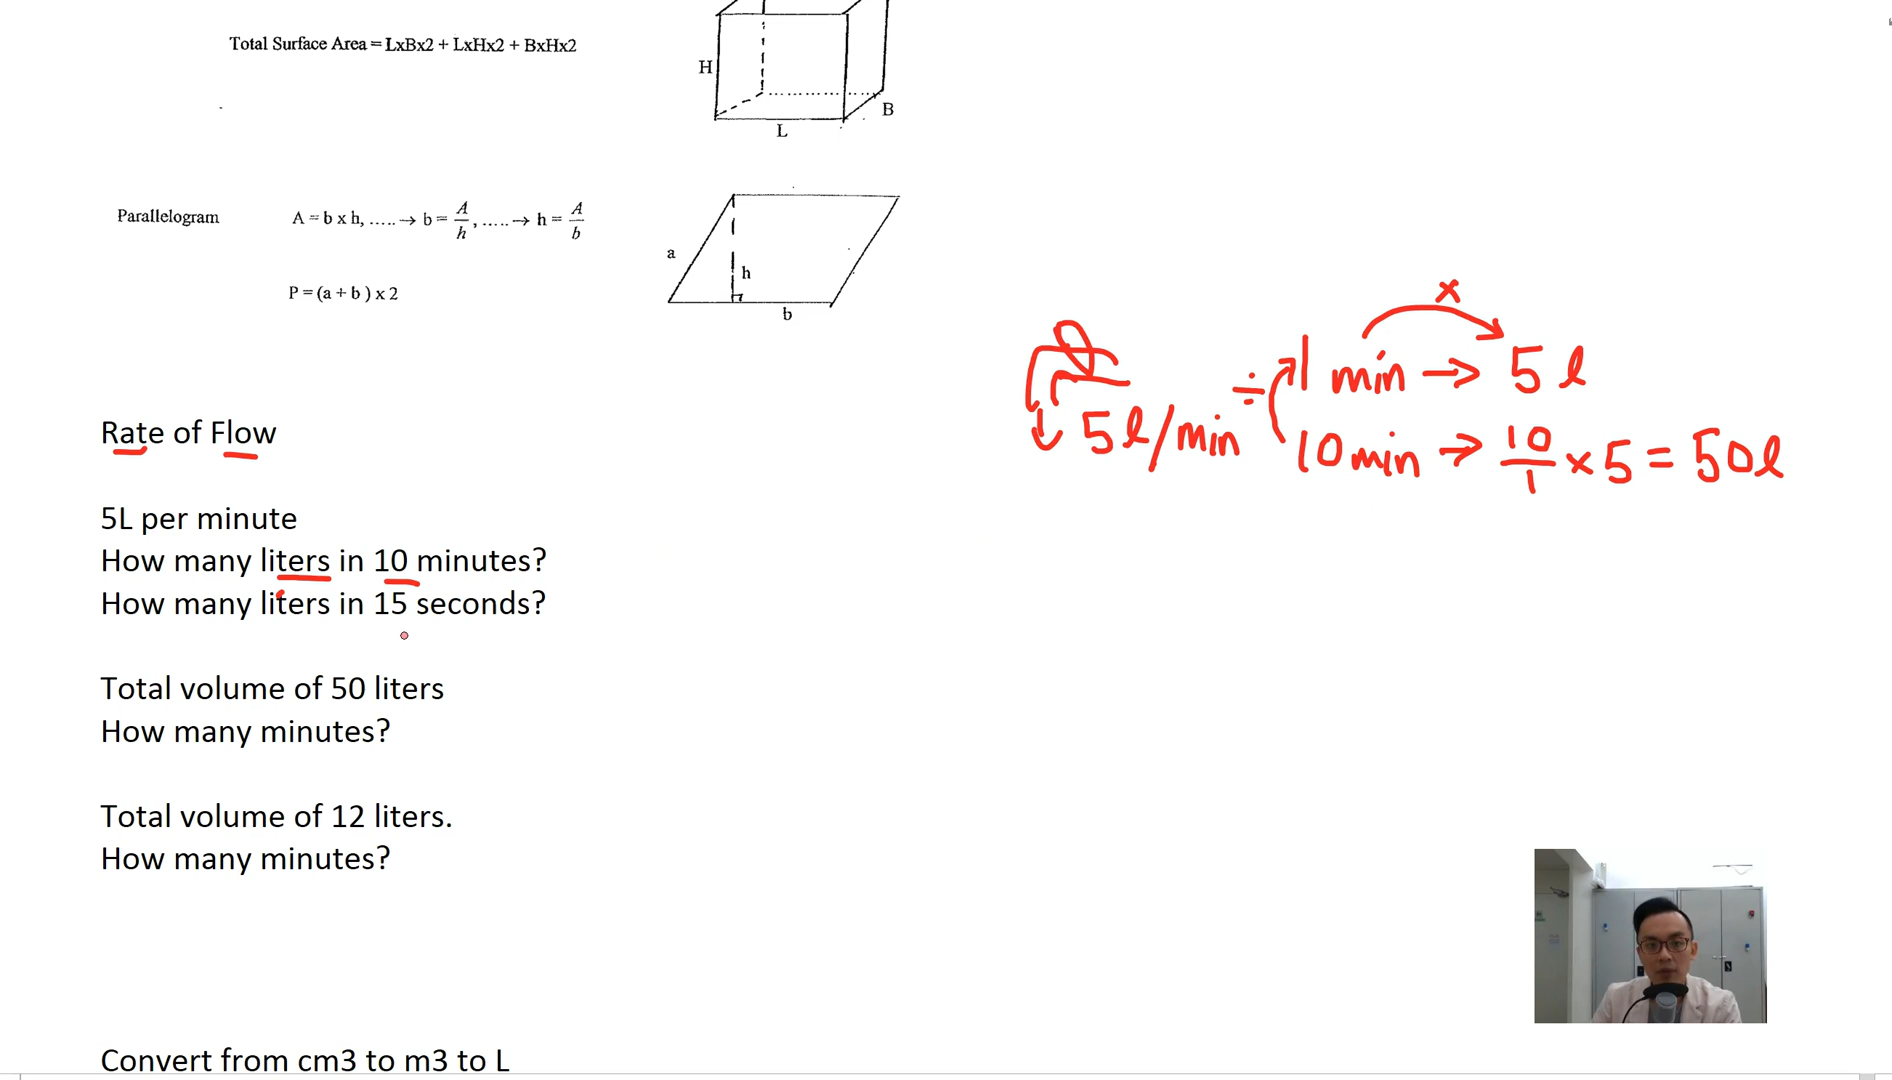 Total Surface Area = LxBx2 + LxHx2 + BxHx2
H
B
L
Parallelogram
A = b x h, ..... → b = A/h, ..... → h = A/b
a
h
P = (a + b ) x 2
b
x
÷ 1 min → 5 l
5 l/min
10 min → 10/1 × 5 = 50 l
Rate of Flow
5L per minute
How many liters in 10 minutes?
How many liters in 15 seconds?
Total volume of 50 liters
How many minutes?
Total volume of 12 liters.
How many minutes?
Convert from cm3 to m3 to L